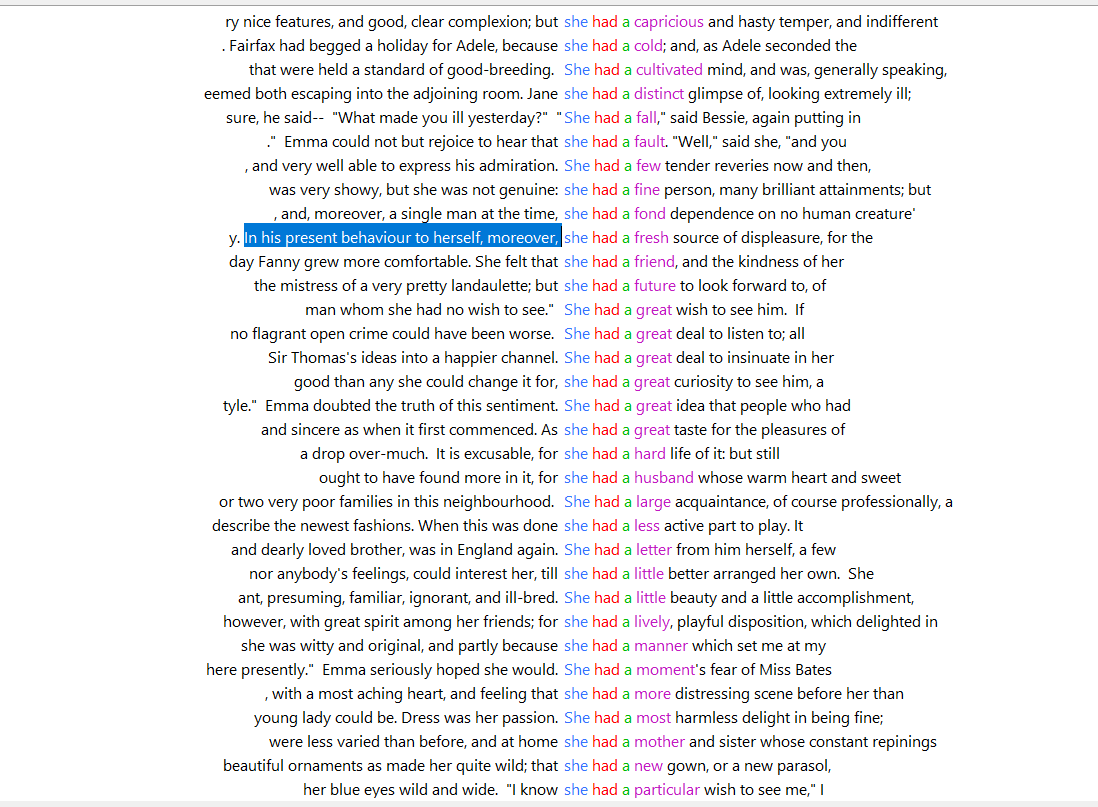 ry nice features, and good, clear complexion; but she had a capricious and hasty temper, and indifferent
. Fairfax had begged a holiday for Adele, because she had a cold; and, as Adele seconded the
that were held a standard of good-breeding.  She had a cultivated mind, and was, generally speaking,
eemed both escaping into the adjoining room. Jane she had a distinct glimpse of, looking extremely ill;
sure, he said--  "What made you ill yesterday?"  "She had a fall," said Bessie, again putting in
."  Emma could not but rejoice to hear that she had a fault. "Well," said she, "and you
, and very well able to express his admiration. She had a few tender reveries now and then,
was very showy, but she was not genuine: she had a fine person, many brilliant attainments; but
, and, moreover, a single man at the time, she had a fond dependence on no human creature'
y. In his present behaviour to herself, moreover, she had a fresh source of displeasure, for the
day Fanny grew more comfortable. She felt that she had a friend, and the kindness of her
the mistress of a very pretty landaulette; but she had a future to look forward to, of
man whom she had no wish to see."  She had a great wish to see him.  If
no flagrant open crime could have been worse.  She had a great deal to listen to; all
Sir Thomas's ideas into a happier channel. She had a great deal to insinuate in her
good than any she could change it for, she had a great curiosity to see him, a
tyle."  Emma doubted the truth of this sentiment. She had a great idea that people who had
and sincere as when it first commenced. As she had a great taste for the pleasures of
a drop over-much.  It is excusable, for she had a hard life of it: but still
ought to have found more in it, for she had a husband whose warm heart and sweet
or two very poor families in this neighbourhood.  She had a large acquaintance, of course professionally, a
describe the newest fashions. When this was done she had a less active part to play. It
and dearly loved brother, was in England again. She had a letter from him herself, a few
nor anybody's feelings, could interest her, till she had a little better arranged her own.  She
ant, presuming, familiar, ignorant, and ill-bred. She had a little beauty and a little accomplishment,
however, with great spirit among her friends; for she had a lively, playful disposition, which delighted in
she was witty and original, and partly because she had a manner which set me at my
here presently."  Emma seriously hoped she would. She had a moment's fear of Miss Bates
, with a most aching heart, and feeling that she had a more distressing scene before her than
young lady could be. Dress was her passion. She had a most harmless delight in being fine;
were less varied than before, and at home she had a mother and sister whose constant repinings
beautiful ornaments as made her quite wild; that she had a new gown, or a new parasol,
her blue eyes wild and wide.  "I know she had a particular wish to see me," I